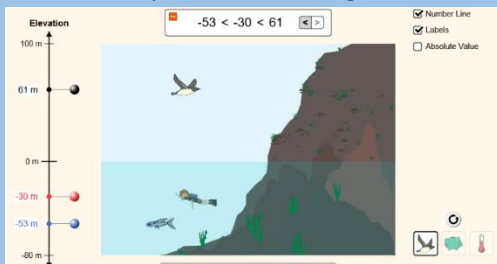 Elevation
-53 < -30 < 61
< >
Number Line
Labels
Absolute Value
100 m
61 m
0 m
-30 m
-53 m
-80 m